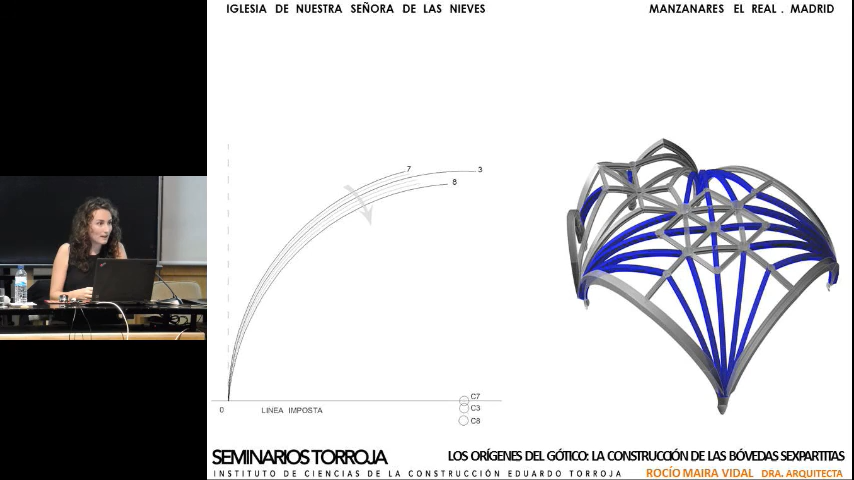 IGLESIA DE NUESTRA SEÑORA DE LAS NIEVES
MANZANARES EL REAL . MADRID
7
3
8
C7
C3
C8
0
LINEA IMPOSTA
SEMINARIOS TORROJA
INSTITUTO DE CIENCIAS DE LA CONSTRUCCIÓN EDUARDO TORROJA
LOS ORÍGENES DEL GÓTICO: LA CONSTRUCCIÓN DE LAS BÓVEDAS SEXPARTITAS
ROCÍO MAIRA VIDAL DRA. ARQUITECTA